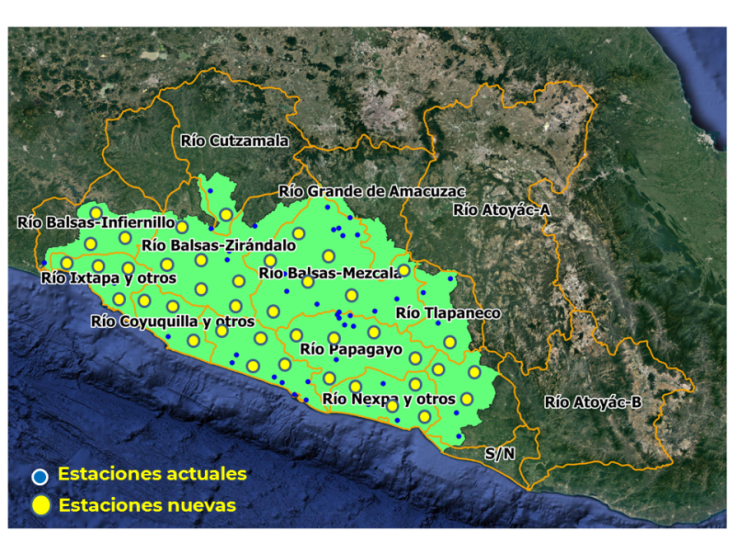 Río Cutzamala
Río Grande de Amacuzac
Río Atoyác-A
Río Balsas-Infiernillo
Río Balsas-Zirándalo
Río Balsas-Mezcala
Río Ixtapa y otros
Río Tlapaneco
Río Coyuquilla y otros
Río Papagayo
Río Nexpa y otros
Río Atoyác-B
S/N
Estaciones actuales
Estaciones nuevas